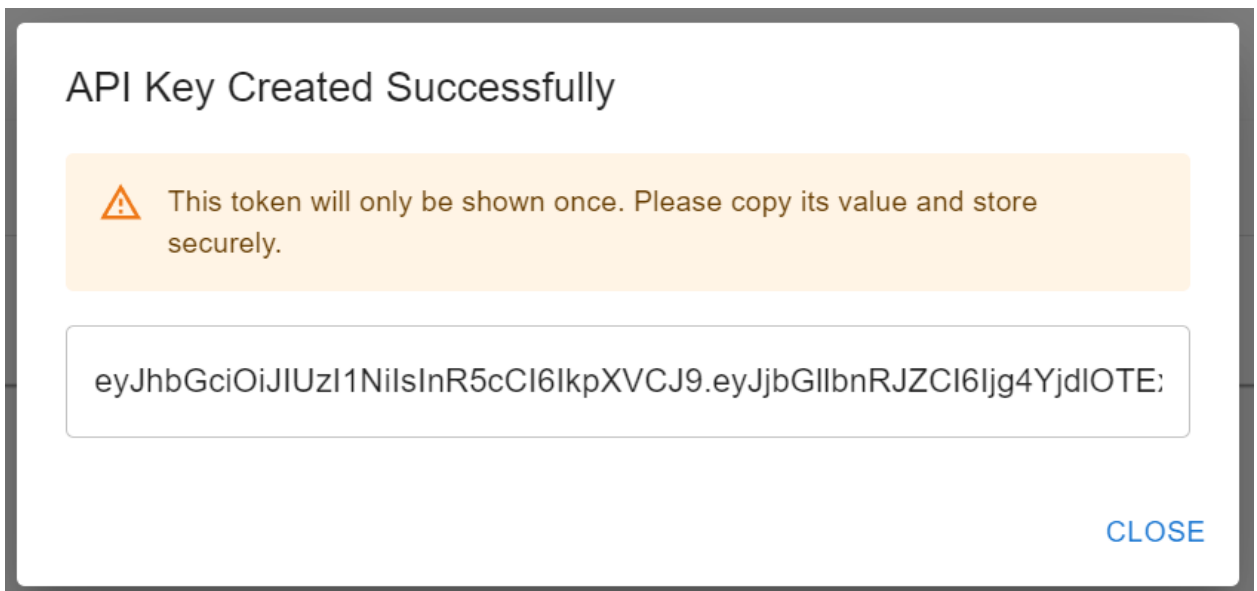 API Key Created Successfully
This token will only be shown once. Please copy its value and store
securely.
eyJhbGciOiJIUzI1NiIsInR5cCI6IkpXVCJ9.eyJjbGllbnRJZCI6Ijg4YjdlOTEx
CLOSE